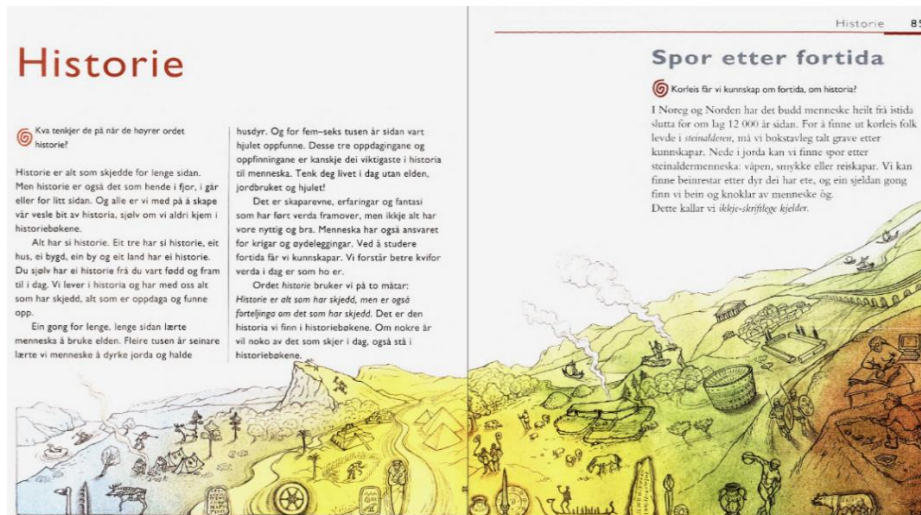 Historie
Kva tenkjer de på når de høyrer ordet
historie?
Historie er alt som skjedde for lenge sidan.
Men historie er også det som hende i fjor, i går
eller for litt sidan. Og alle er vi med på å skape
vår vesle bit av historia, sjølv om vi aldri kjem i
historiebøkene.
Alt har si historie. Eit tre har si historie, eit
hus, ei bygd, ein by og eit land har ei historie.
Du sjølv har ei historie frå du vart fødd og fram
til i dag. Vi lever i historia og har med oss alt
som har skjedd, alt som er oppdaga og funne
opp.
Ein gong for lenge, lenge sidan lærte
menneska å bruke elden. Fleire tusen år seinare
lærte vi menneske å dyrke jorda og halde
husdyr. Og for fem–seks tusen år sidan vart
hjulet oppfunne. Desse tre oppdagingane og
oppfinningane er kanskje dei viktigaste i historia
til menneska. Tenk deg livet i dag utan elden,
jordbruket og hjulet!
Det er skaparevne, erfaringar og fantasi
som har ført verda framover, men ikkje alt har
vore nyttig og bra. Menneska har også ansvaret
for krigar og øydeleggingar. Ved å studere
fortida får vi kunnskapar. Vi forstår betre kvifor
verda i dag er som ho er.
Ordet historie bruker vi på to måtar:
Historie er alt som har skjedd, men er også
forteljinga om det som har skjedd. Det er den
historia vi finn i historiebøkene. Om nokre år
vil noko av det som skjer i dag, også stå i
historiebøkene.
Historie 85
Spor etter fortida
Korleis får vi kunnskap om fortida, om historia?
I Noreg og Norden har det budd menneske heilt frå istida
slutta for om lag 12 000 år sidan. For å finne ut korleis folk
levde i steinalderen, må vi bokstavleg talt grave etter
kunnskapar. Nede i jorda kan vi finne spor etter
steinaldermenneska: våpen, smykke eller reiskapar. Vi kan
finne beinrestar etter dyr dei har ete, og ein sjeldan gong
finn vi bein og knoklar av menneske òg.
Dette kallar vi ikkje-skriftlege kjelder.